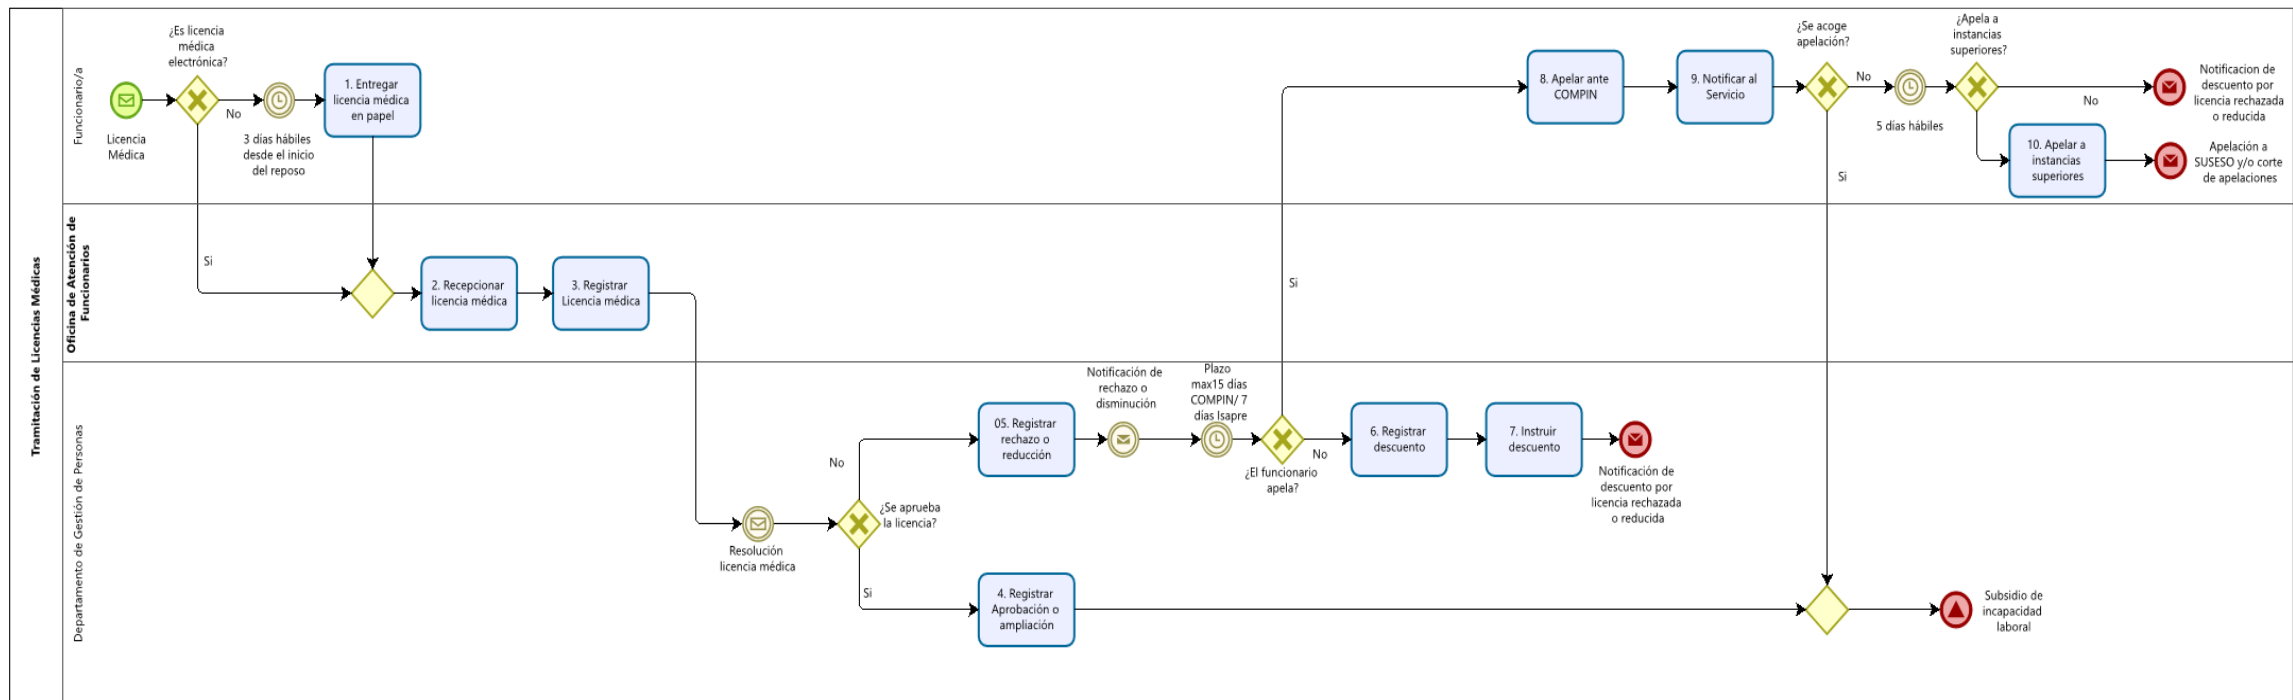 Tramitación de Licencias Médicas
Funcionario/a
Licencia
Médica
¿Es licencia
médica
electrónica?
No
Si
3 días hábiles
desde el inicio
del reposo
1. Entregar
licencia médica
en papel
8. Apelar ante
COMPIN
9. Notificar al
Servicio
¿Se acoge
apelación?
No
Si
5 días hábiles
¿Apela a
instancias
superiores?
No
Notificacion de
descuento por
licencia rechazada
o reducida
10. Apelar a
instancias
superiores
Apelación a
SUSESO y/o corte
de apelaciones
Oficina de Atención de
Funcionarios
2. Recepcionar
licencia médica
3. Registrar
Licencia médica
Si
Departamento de Gestión de Personas
Resolución
licencia médica
¿Se aprueba
la licencia?
No
Si
05. Registrar
rechazo o
reducción
Notificación de
rechazo o
disminución
Plazo
max15 días
COMPIN/ 7
días Isapre
¿El funcionario
apela?
No
6. Registrar
descuento
7. Instruir
descuento
Notificación de
descuento por
licencia rechazada
o reducida
4. Registrar
Aprobación o
ampliación
Subsidio de
incapacidad
laboral